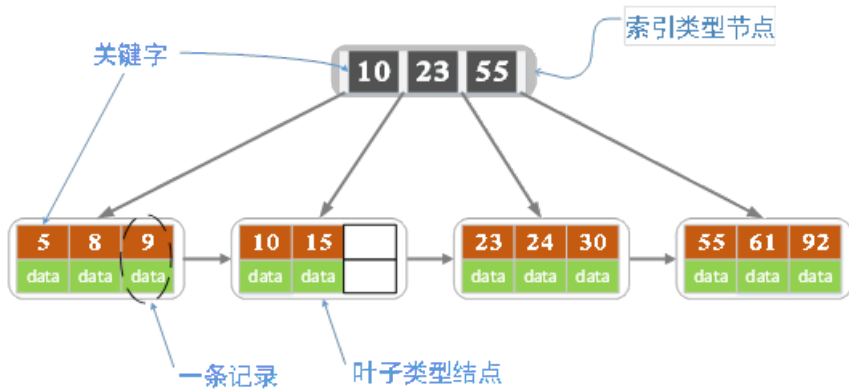 索引类型节点
关键字
10 23 55
5 8 9
data data data
10 15
data data
23 24 30
data data data
55 61 92
data data data
一条记录
叶子类型结点